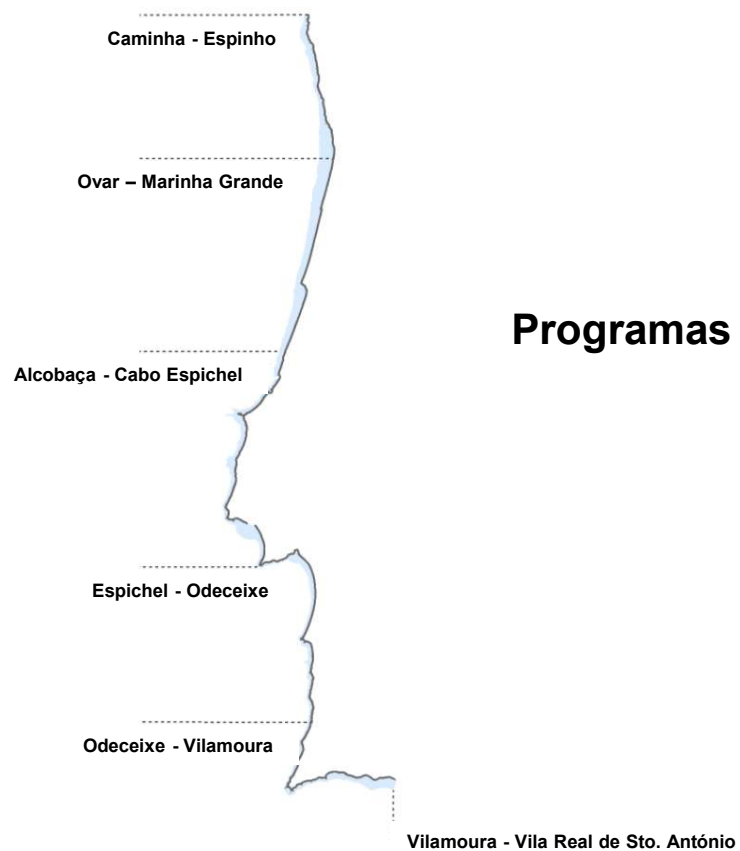 Caminha - Espinho
Ovar – Marinha Grande
Programas
Alcobaça - Cabo Espichel
Espichel - Odeceixe
Odeceixe - Vilamoura
Vilamoura - Vila Real de Sto. António